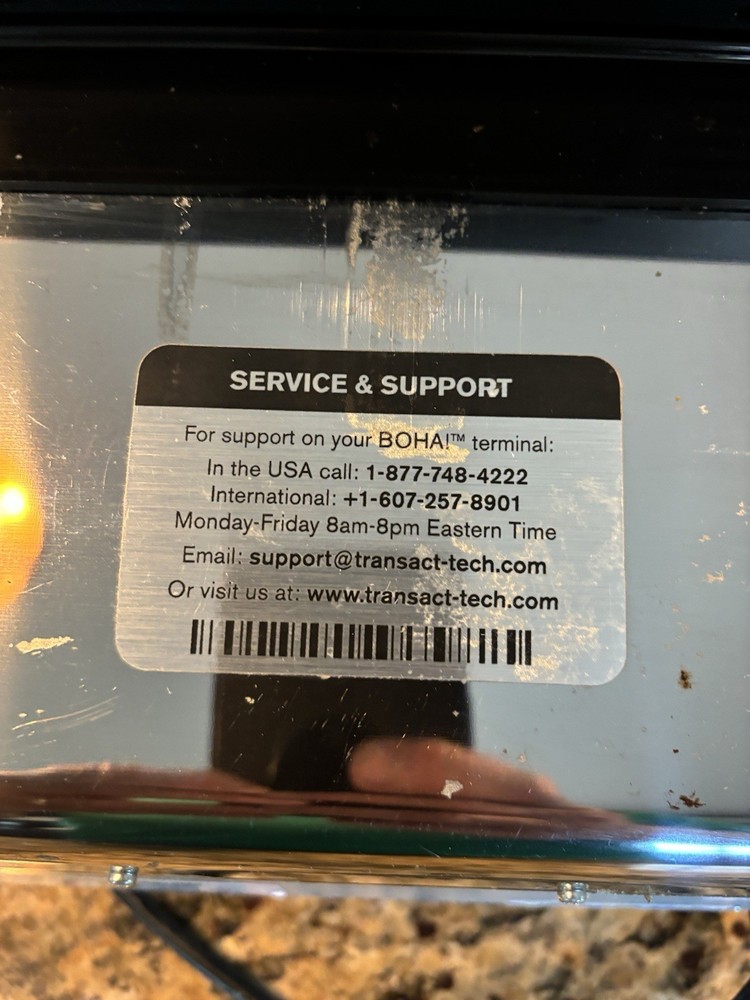 SERVICE & SUPPORT
For support on your BOHA!™ terminal:
In the USA call: 1-877-748-4222
International: +1-607-257-8901
Monday-Friday 8am-8pm Eastern Time
Email: support@transact-tech.com
Or visit us at: www.transact-tech.com